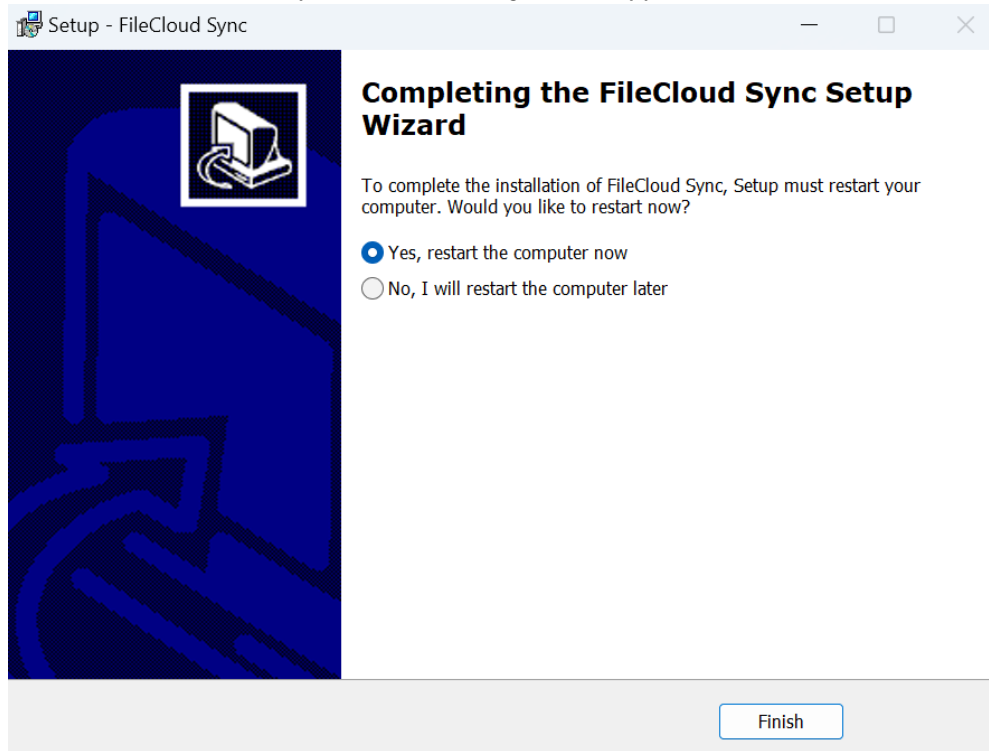 Setup - FileCloud Sync
Completing the FileCloud Sync Setup
Wizard
To complete the installation of FileCloud Sync, Setup must restart your
computer. Would you like to restart now?
Yes, restart the computer now
No, I will restart the computer later
Finish